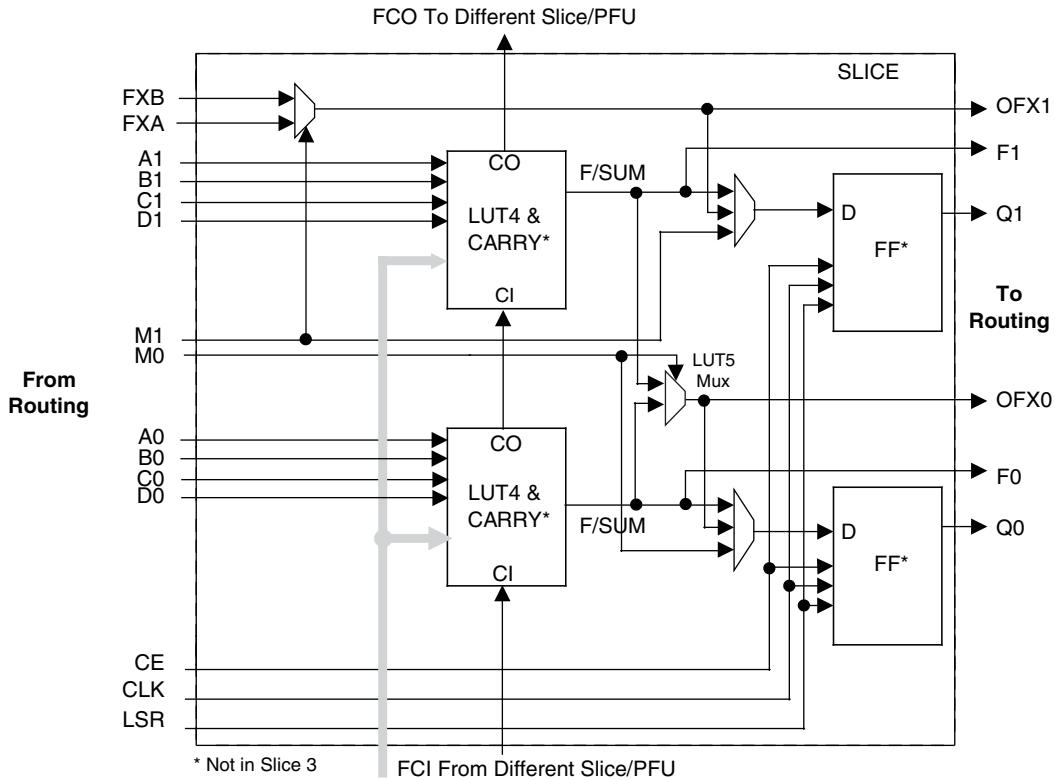 FCO To Different Slice/PFU
SLICE
FXB
FXA
OFX1
A1
B1
C1
D1
CO
LUT4 &
CARRY*
CI
F/SUM
F1
D
FF*
Q1
To
Routing
M1
M0
From
Routing
LUT5
Mux
OFX0
A0
B0
C0
D0
CO
LUT4 &
CARRY*
CI
F/SUM
F0
D
FF*
Q0
CE
CLK
LSR
* Not in Slice 3
FCI From Different Slice/PFU